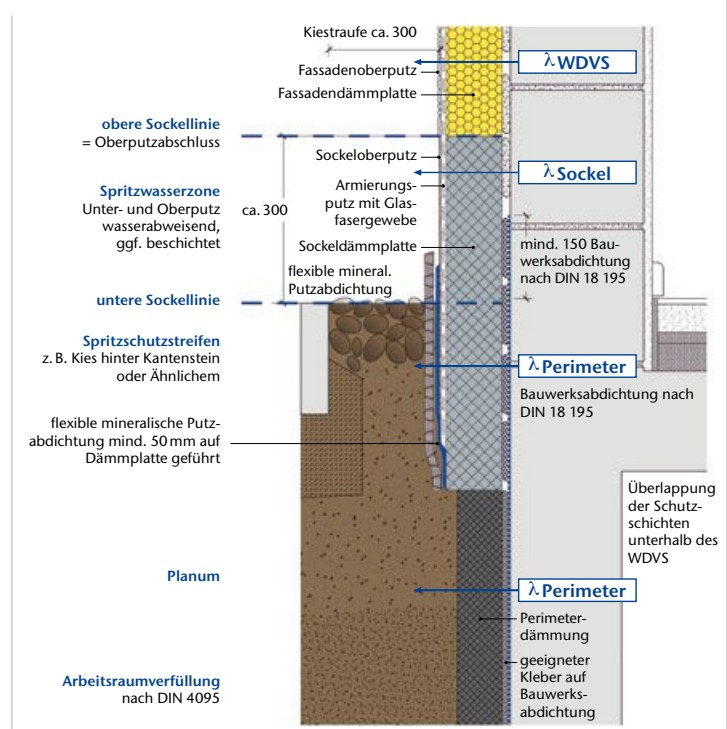 Kiestraufe ca. 300
λ WDVS
Fassadenoberputz
Fassadendämmplatte
obere Sockellinie
= Oberputzabschluss
Sockeloberputz
λ Sockel
Spritzwasserzone
Unter- und Oberputz
wasserabweisend,
ggf. beschichtet
ca. 300
Armierungs-
putz mit Glas-
fasergewebe
Sockeldämmplatte
mind. 150 Bau-
werksabdichtung
nach DIN 18 195
flexible mineral.
Putzabdichtung
untere Sockellinie
Spritzschutzstreifen
z. B. Kies hinter Kantenstein
oder Ähnlichem
λ Perimeter
Bauwerksabdichtung nach
DIN 18 195
flexible mineralische Putz-
abdichtung mind. 50 mm auf
Dämmplatte geführt
Überlappung
der Schutz-
schichten
unterhalb des
WDVS
Planum
λ Perimeter
Perimeter-
dämmung
geeigneter
Kleber auf
Bauwerks-
abdichtung
Arbeitsraumverfüllung
nach DIN 4095